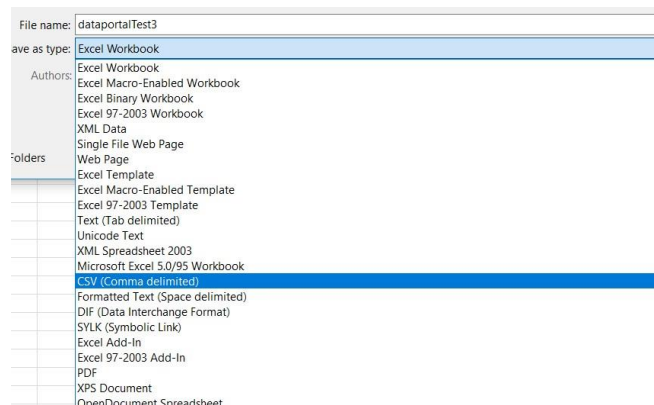 File name: dataportalTest3
ave as type: Excel Workbook
Authors:
Excel Workbook
Excel Macro-Enabled Workbook
Excel Binary Workbook
Excel 97-2003 Workbook
XML Data
Single File Web Page
Folders
Web Page
Excel Template
Excel Macro-Enabled Template
Excel 97-2003 Template
Text (Tab delimited)
Unicode Text
XML Spreadsheet 2003
Microsoft Excel 5.0/95 Workbook
CSV (Comma delimited)
Formatted Text (Space delimited)
DIF (Data Interchange Format)
SYLK (Symbolic Link)
Excel Add-In
Excel 97-2003 Add-In
PDF
XPS Document
OpenDocument Spreadsheet